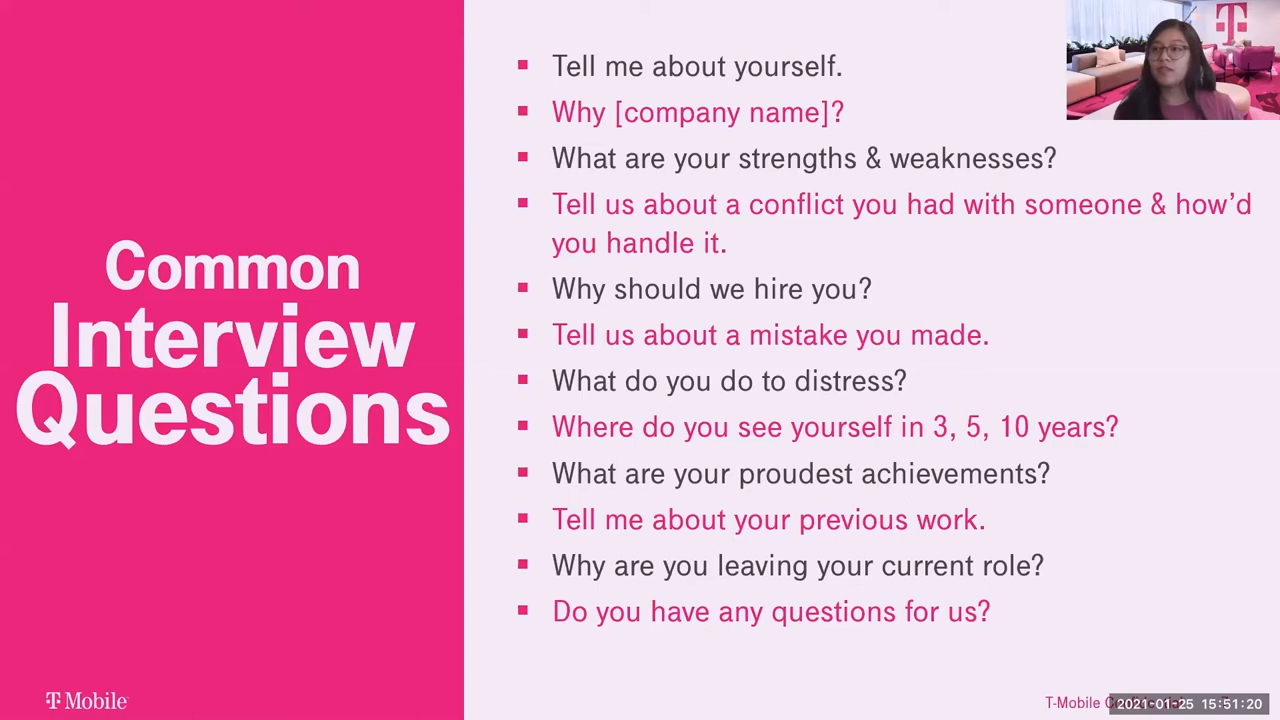 Common
Interview
Questions
Tell me about yourself.
Why [company name]?
What are your strengths & weaknesses?
Tell us about a conflict you had with someone & how’d
you handle it.
Why should we hire you?
Tell us about a mistake you made.
What do you do to distress?
Where do you see yourself in 3, 5, 10 years?
What are your proudest achievements?
Tell me about your previous work.
Why are you leaving your current role?
Do you have any questions for us?
T Mobile
T-Mobile
2021-01-25 15:51:20
T